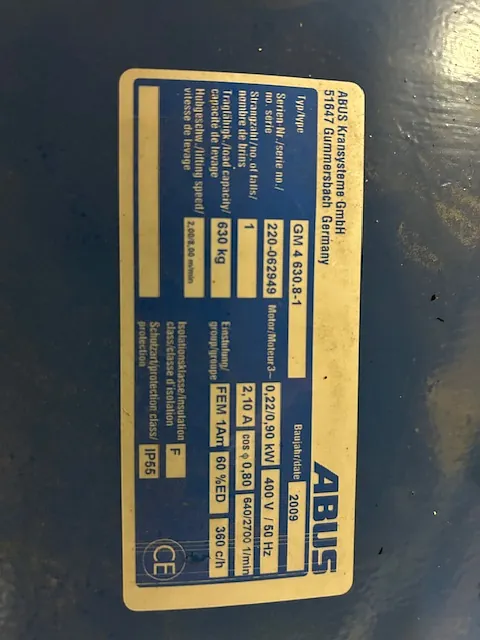 ABUS Kransysteme GmbH
51647 Gummersbach Germany
ABUS
Typ/type GM 4 630.8-1 Baujahr/date 2009
Serien-Nr./serie no./
no. série 220-062949 Motor/Moteur3~ 0,22/0,90 kW 400 V / 50 Hz
Strangzahl/no. of falls/
nombre de brins 1 2,10 A cos φ 0,80 640/2700 1/min
Tragfähigk./load capacity/
capacité de levage 630 kg Einstufung/
group/groupe FEM 1Am 60 %ED 360 c/h
Hubgeschw./lifting speed/
vitesse de levage 2,00/8,00 m/min Isolationsklasse/insulation
class/classe d'isolation F
Schutzart/protection class/
protection IP55
CE